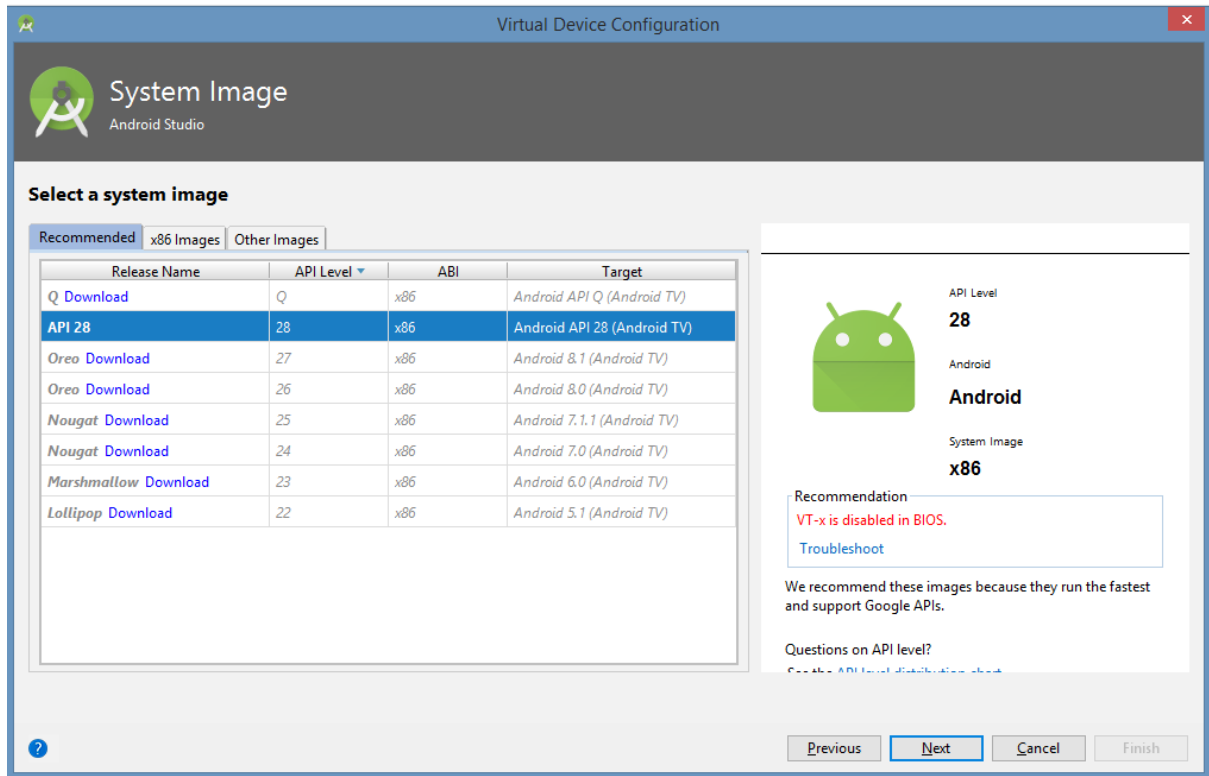 Virtual Device Configuration
System Image
Android Studio
Select a system image
Recommended x86 Images Other Images
Release Name API Level ABI Target
Q Download Q x86 Android API Q (Android TV)
API 28 28 x86 Android API 28 (Android TV)
Oreo Download 27 x86 Android 8.1 (Android TV)
Oreo Download 26 x86 Android 8.0 (Android TV)
Nougat Download 25 x86 Android 7.1.1 (Android TV)
Nougat Download 24 x86 Android 7.0 (Android TV)
Marshmallow Download 23 x86 Android 6.0 (Android TV)
Lollipop Download 22 x86 Android 5.1 (Android TV)
API Level
28
Android
Android
System Image
x86
Recommendation
VT-x is disabled in BIOS.
Troubleshoot
We recommend these images because they run the fastest
and support Google APIs.
Questions on API level?
See the API level distribution chart
? Previous Next Cancel Finish